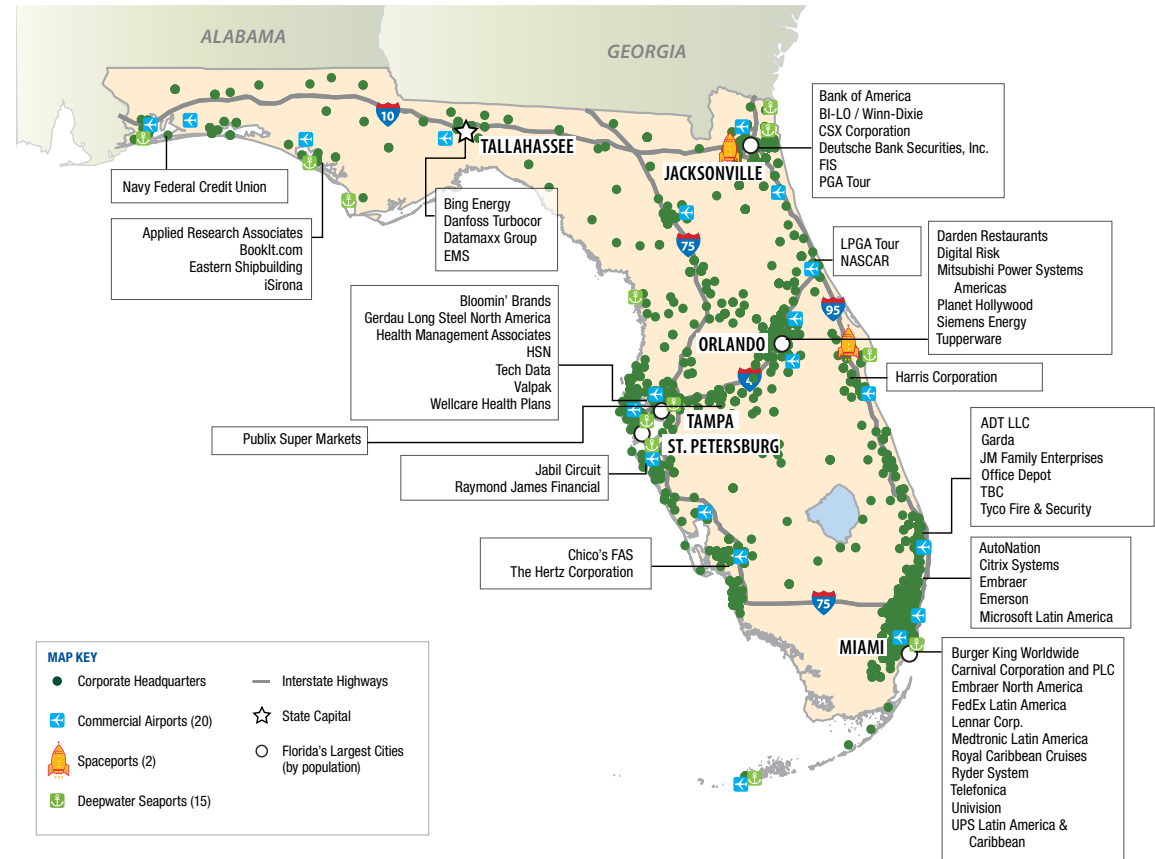 ALABAMA
GEORGIA
10
TALLAHASSEE
JACKSONVILLE
Bank of America
BI-LO / Winn-Dixie
CSX Corporation
Deutsche Bank Securities, Inc.
FIS
PGA Tour
Navy Federal Credit Union
Applied Research Associates
BookIt.com
Eastern Shipbuilding
iSirona
Bing Energy
Danfoss Turbocor
Datamaxx Group
EMS
75
LPGA Tour
NASCAR
Darden Restaurants
Digital Risk
Mitsubishi Power Systems
Americas
Planet Hollywood
Siemens Energy
Tupperware
95
Bloomin’ Brands
Gerdau Long Steel North America
Health Management Associates
HSN
Tech Data
Valpak
Wellcare Health Plans
ORLANDO
4
Harris Corporation
Publix Super Markets
TAMPA
ST. PETERSBURG
Jabil Circuit
Raymond James Financial
ADT LLC
Garda
JM Family Enterprises
Office Depot
TBC
Tyco Fire & Security
Chico’s FAS
The Hertz Corporation
AutoNation
Citrix Systems
Embraer
Emerson
Microsoft Latin America
75
MIAMI
Burger King Worldwide
Carnival Corporation and PLC
Embraer North America
FedEx Latin America
Lennar Corp.
Medtronic Latin America
Royal Caribbean Cruises
Ryder System
Telefonica
Univision
UPS Latin America &
Caribbean
MAP KEY
Corporate Headquarters
Commercial Airports (20)
Spaceports (2)
Deepwater Seaports (15)
Interstate Highways
State Capital
Florida’s Largest Cities
(by population)